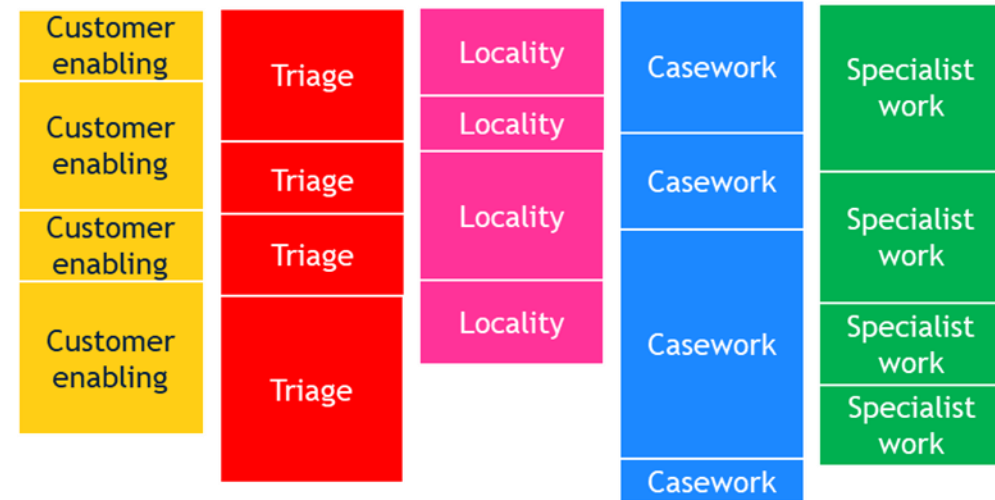 Customer
enabling
Customer
enabling
Customer
enabling
Customer
enabling
Triage
Triage
Triage
Triage
Locality
Locality
Locality
Locality
Casework
Casework
Casework
Casework
Specialist
work
Specialist
work
Specialist
work
Specialist
work